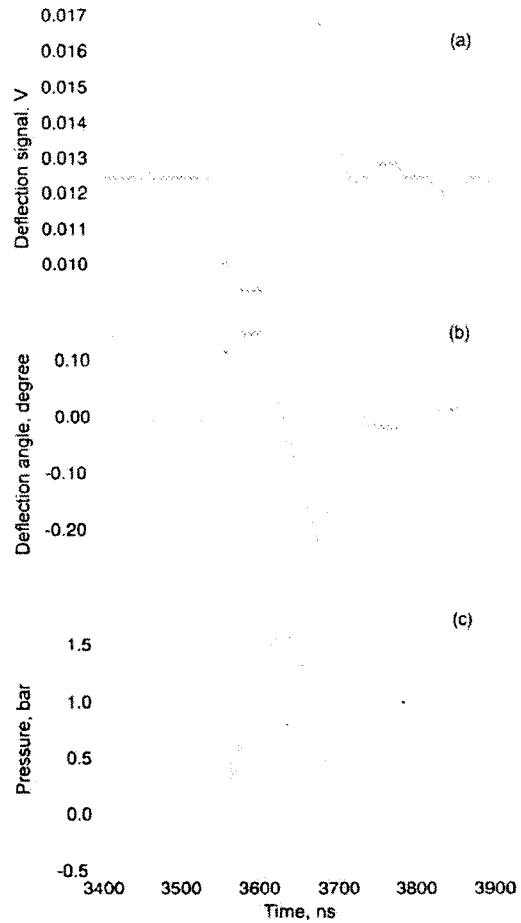 0.017
0.016
0.015
0.014
0.013
0.012
0.011
0.010
Deflection signal, V
(a)
0.10
0.00
-0.10
-0.20
Deflection angle, degree
(b)
1.5
1.0
0.5
0.0
-0.5
Pressure, bar
(c)
3400 3500 3600 3700 3800 3900
Time, ns